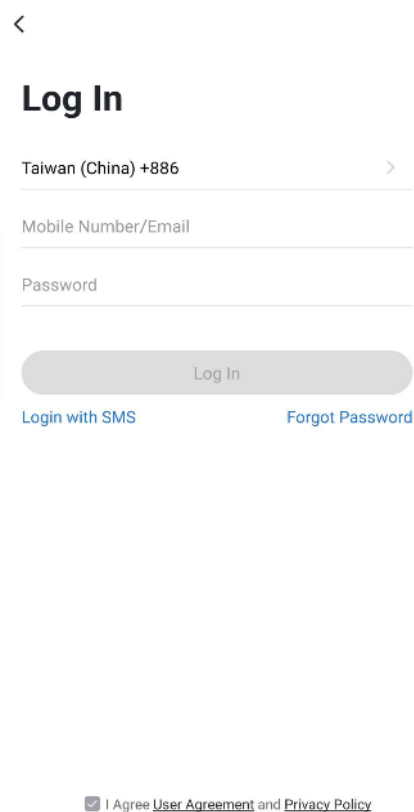 Log In
Taiwan (China) +886
Mobile Number/Email
Password
Log In
Login with SMS Forgot Password
I Agree User Agreement and Privacy Policy